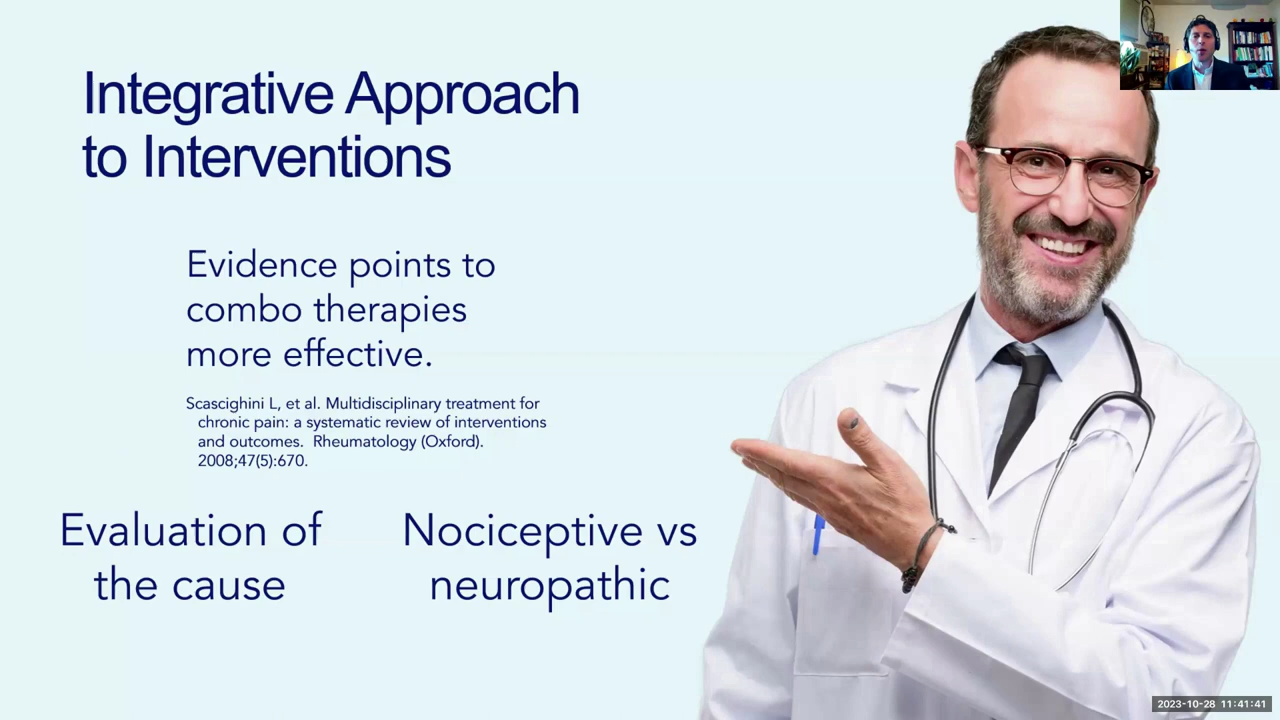 Integrative Approach
to Interventions
Evidence points to
combo therapies
more effective.
Scascighini L, et al. Multidisciplinary treatment for
chronic pain: a systematic review of interventions
and outcomes. Rheumatology (Oxford).
2008;47(5):670.
Evaluation of
the cause
Nociceptive vs
neuropathic
2023-10-28 11:41:41